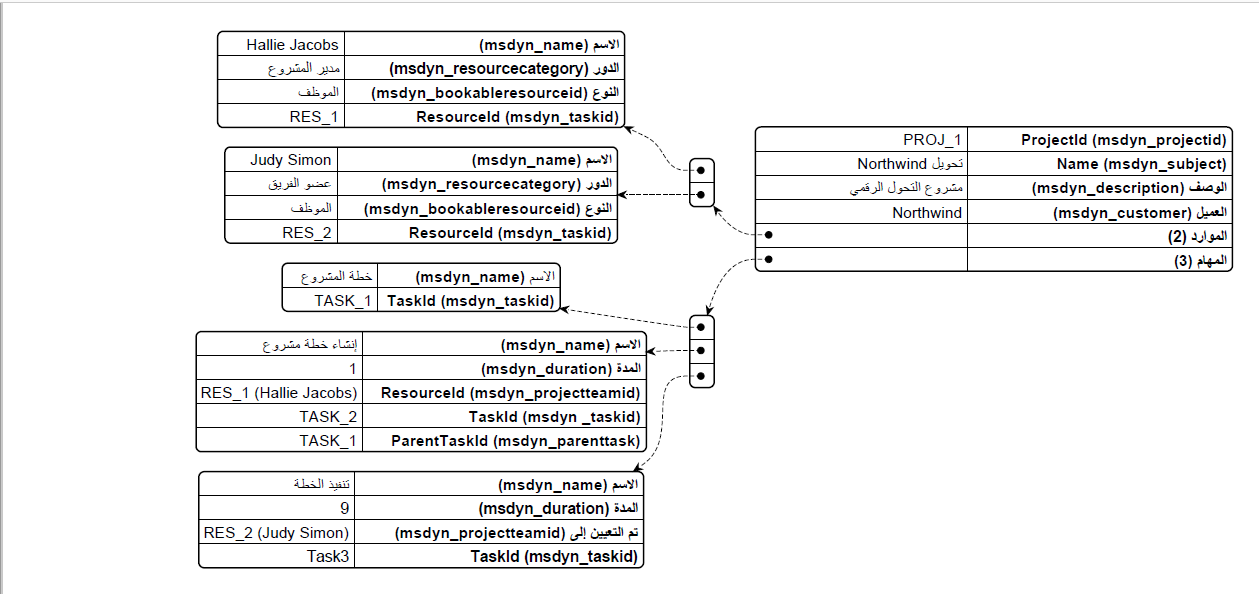 ProjectId (msdyn_projectid) PROJ_1
Name (msdyn_subject) تحويل Northwind
الوصف (msdyn_description) مشروع التحول الرقمي
العميل (msdyn_customer) Northwind
الموارد (2)
المهام (3)
الاسم (msdyn_name) Hallie Jacobs
الدور (msdyn_resourcecategory) مدير المشروع
النوع (msdyn_bookableresourceid) الموظف
ResourceId (msdyn_taskid) RES_1
الاسم (msdyn_name) Judy Simon
الدور (msdyn_resourcecategory) عضو الفريق
النوع (msdyn_bookableresourceid) الموظف
ResourceId (msdyn_taskid) RES_2
الاسم (msdyn_name) خطة المشروع
TaskId (msdyn_taskid) TASK_1
الاسم (msdyn_name) إنشاء خطة مشروع
المدة (msdyn_duration) 1
ResourceId (msdyn_projectteamid) RES_1 (Hallie Jacobs)
TaskId (msdyn _taskid) TASK_2
ParentTaskId (msdyn_parenttask) TASK_1
الاسم (msdyn_name) تنفيذ الخطة
المدة (msdyn_duration) 9
تم التعيين إلى (msdyn_projectteamid) RES_2 (Judy Simon)
TaskId (msdyn_taskid) Task3